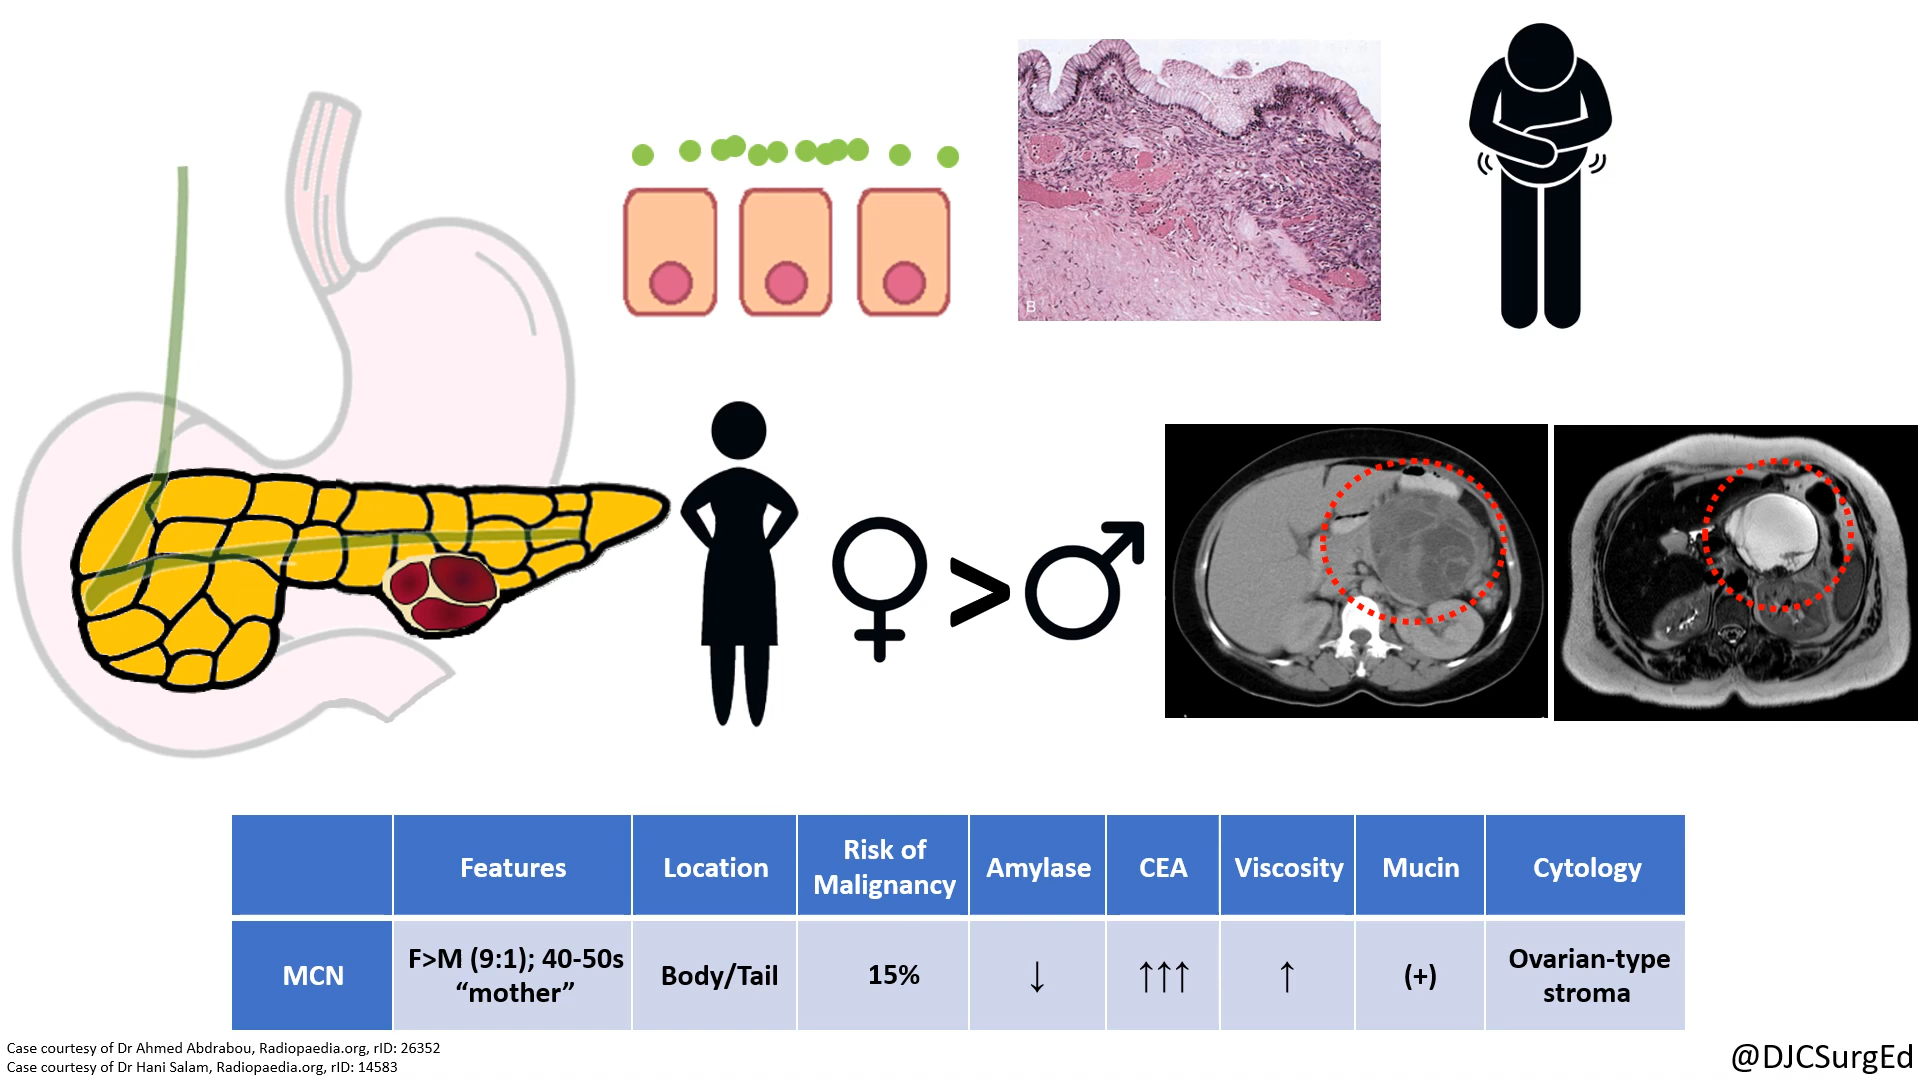 B
>
Features
Location
Risk of
Malignancy
Amylase
CEA
Viscosity
Mucin
Cytology
MCN
F>M (9:1); 40-50s
“mother”
Body/Tail
15%
↓
↑↑↑
↑
(+)
Ovarian-type
stroma
Case courtesy of Dr Ahmed Abdrabou, Radiopaedia.org, rID: 26352
Case courtesy of Dr Hani Salam, Radiopaedia.org, rID: 14583
@DJCSurgEd